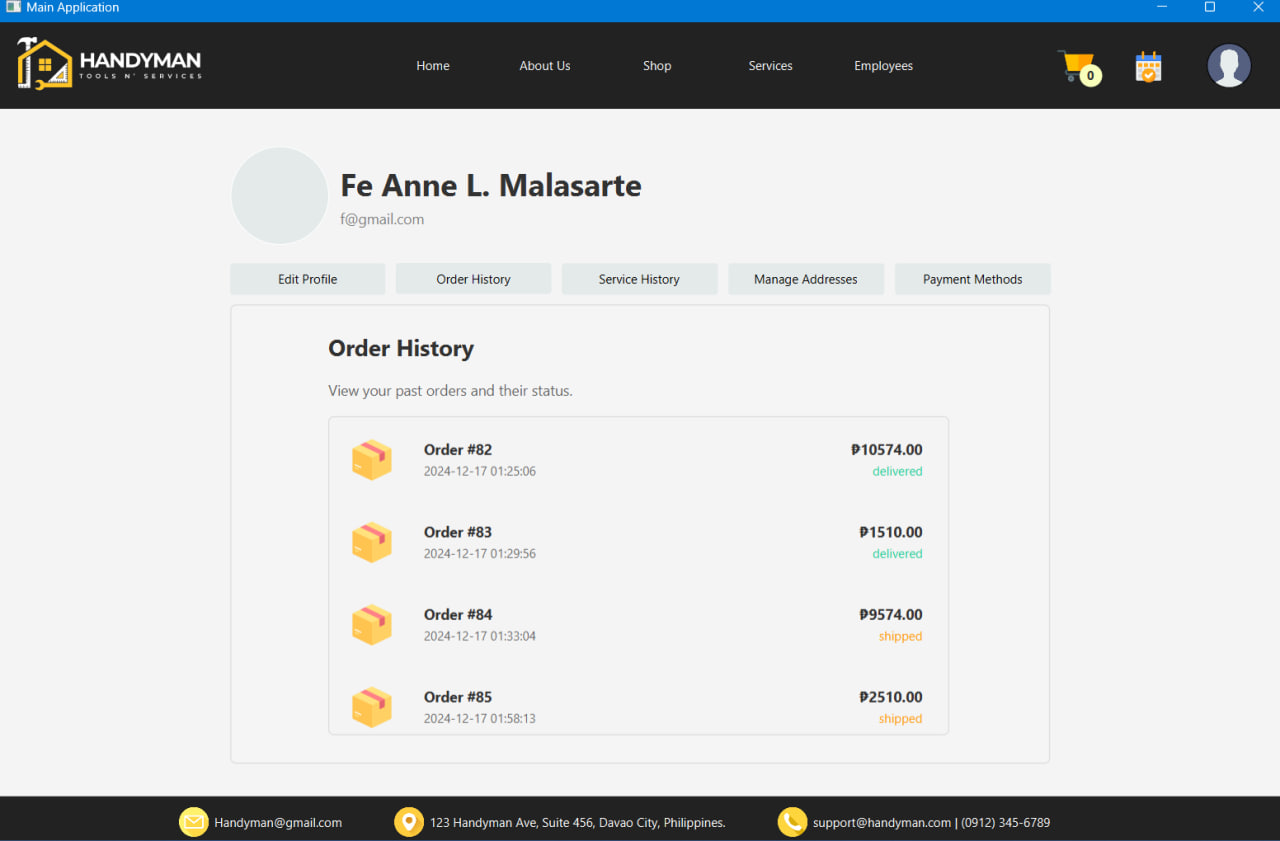 Main Application
HANDYMAN
TOOLS N' SERVICES
Home About Us Shop Services Employees
0
Fe Anne L. Malasarte
f@gmail.com
Edit Profile Order History Service History Manage Addresses Payment Methods
Order History
View your past orders and their status.
Order #82 ₱10574.00
2024-12-17 01:25:06 delivered
Order #83 ₱1510.00
2024-12-17 01:29:56 delivered
Order #84 ₱9574.00
2024-12-17 01:33:04 shipped
Order #85 ₱2510.00
2024-12-17 01:58:13 shipped
Handyman@gmail.com 123 Handyman Ave, Suite 456, Davao City, Philippines. support@handyman.com | (0912) 345-6789